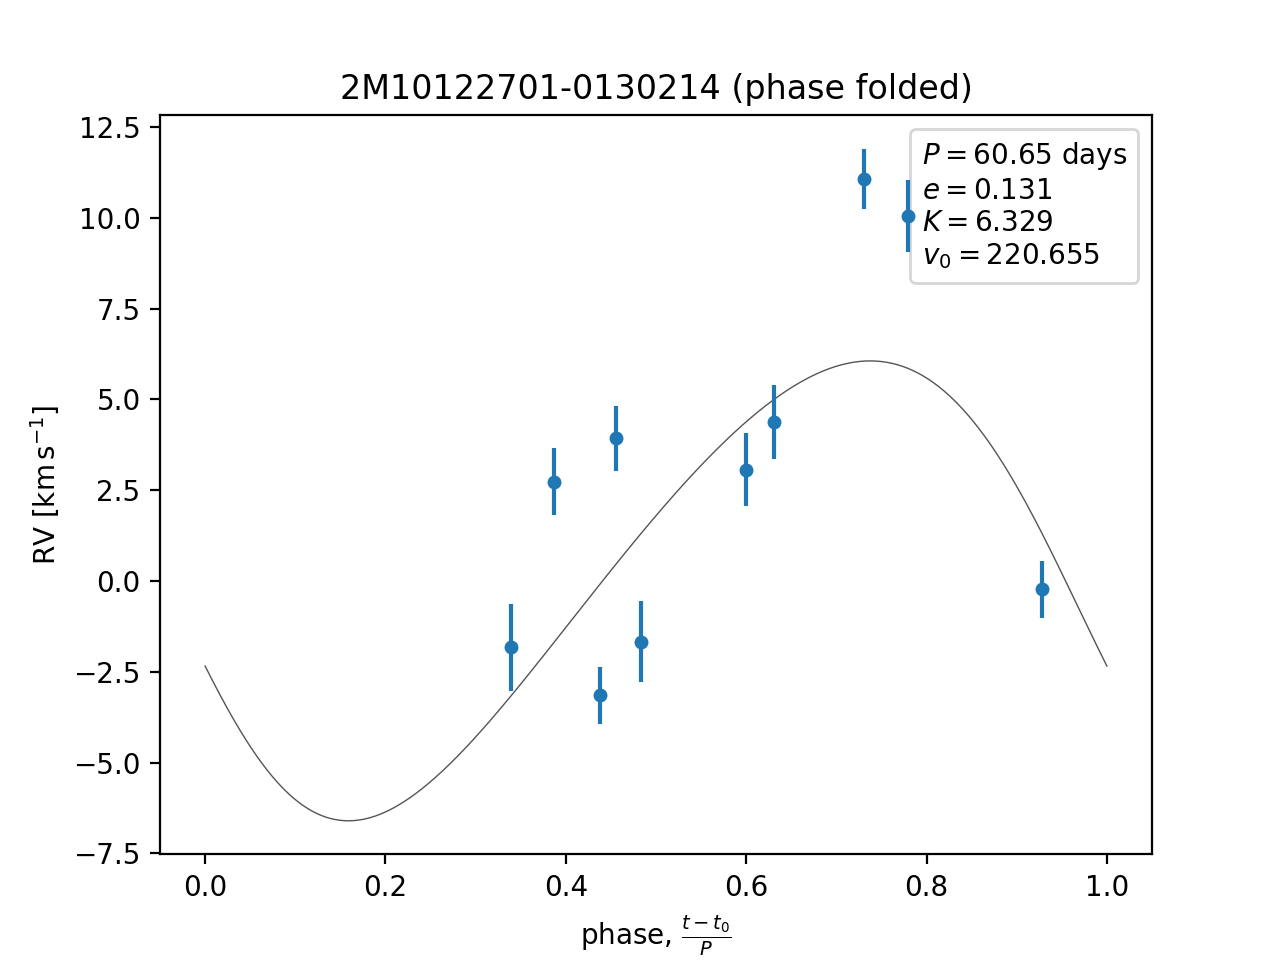 2M10122701-0130214 (phase folded)
P = 60.65 days
e = 0.131
K = 6.329
v₀ = 220.655
12.5
10.0
7.5
5.0
2.5
0.0
−2.5
−5.0
−7.5
RV [km s⁻¹]
0.0 0.2 0.4 0.6 0.8 1.0
phase, (t − t₀)/P